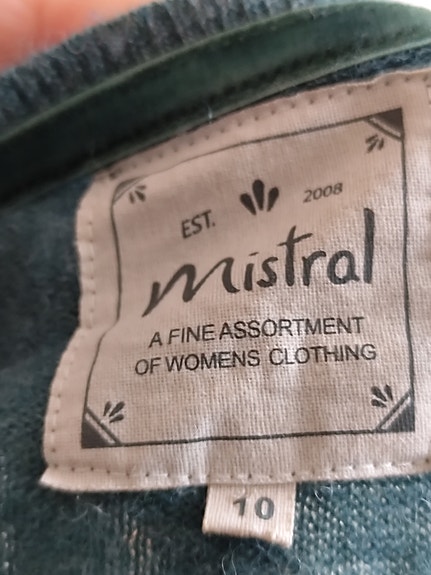 EST. 2008
mistral
A FINE ASSORTMENT
OF WOMENS CLOTHING
10